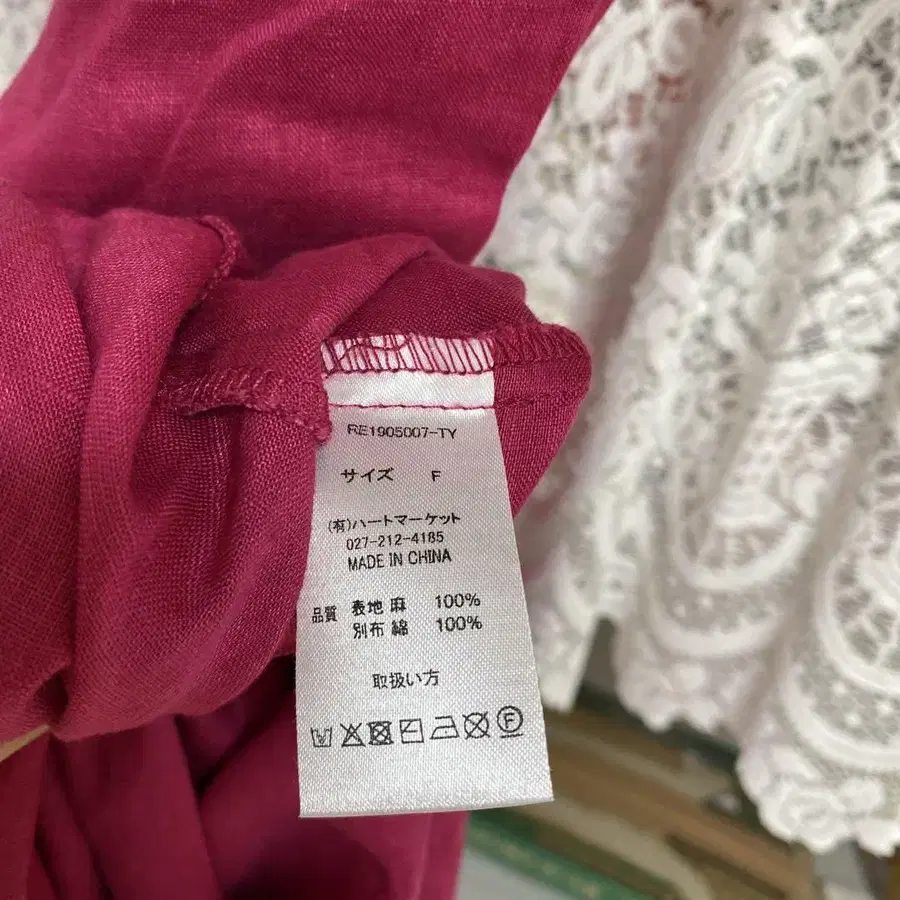 RE1905007-TY
サイズ F
(有)ハートマーケット
027-212-4185
MADE IN CHINA
品質 表地 麻 100%
別布 綿 100%
取扱い方
F